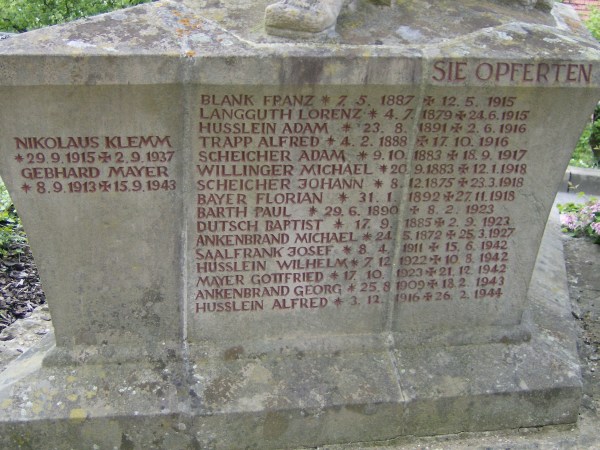 NIKOLAUS KLEMM
* 29.9.1915 ✠ 2.9.1937
GEBHARD MAYER
* 8.9.1913 ✠ 15.9.1943
SIE OPFERTEN
BLANK FRANZ * 7. 5. 1887 ✠ 12. 5. 1915
LANGGUTH LORENZ * 4. 7. 1879 ✠ 24.6.1915
HÜSSLEIN ADAM * 23. 8. 1891 ✠ 2. 6. 1916
TRAPP ALFRED * 4. 2. 1888 ✠ 17. 10. 1916
SCHEICHER ADAM * 9. 10. 1883 ✠ 18. 9. 1917
WILLINGER MICHAEL * 20. 9. 1883 ✠ 12. 1. 1918
SCHEICHER JOHANN * 8. 12. 1875 ✠ 23.3.1918
BAYER FLORIAN * 31. 1. 1892 ✠ 27. 11. 1918
BARTH PAUL * 29. 6. 1890 ✠ 8. 2. 1923
DUTSCH BAPTIST * 17. 9. 1885 ✠ 2. 9. 1923
ANKENBRAND MICHAEL * 24. 5. 1872 ✠ 25. 3. 1927
SAALFRANK JOSEF * 8. 4. 1911 ✠ 15. 6. 1942
HÜSSLEIN WILHELM * 7. 12. 1922 ✠ 10. 8. 1942
MAYER GOTTFRIED * 17. 10. 1923 ✠ 21. 12. 1942
ANKENBRAND GEORG * 25. 8. 1909 ✠ 18. 2. 1943
HÜSSLEIN ALFRED * 3. 12. 1916 ✠ 26. 2. 1944